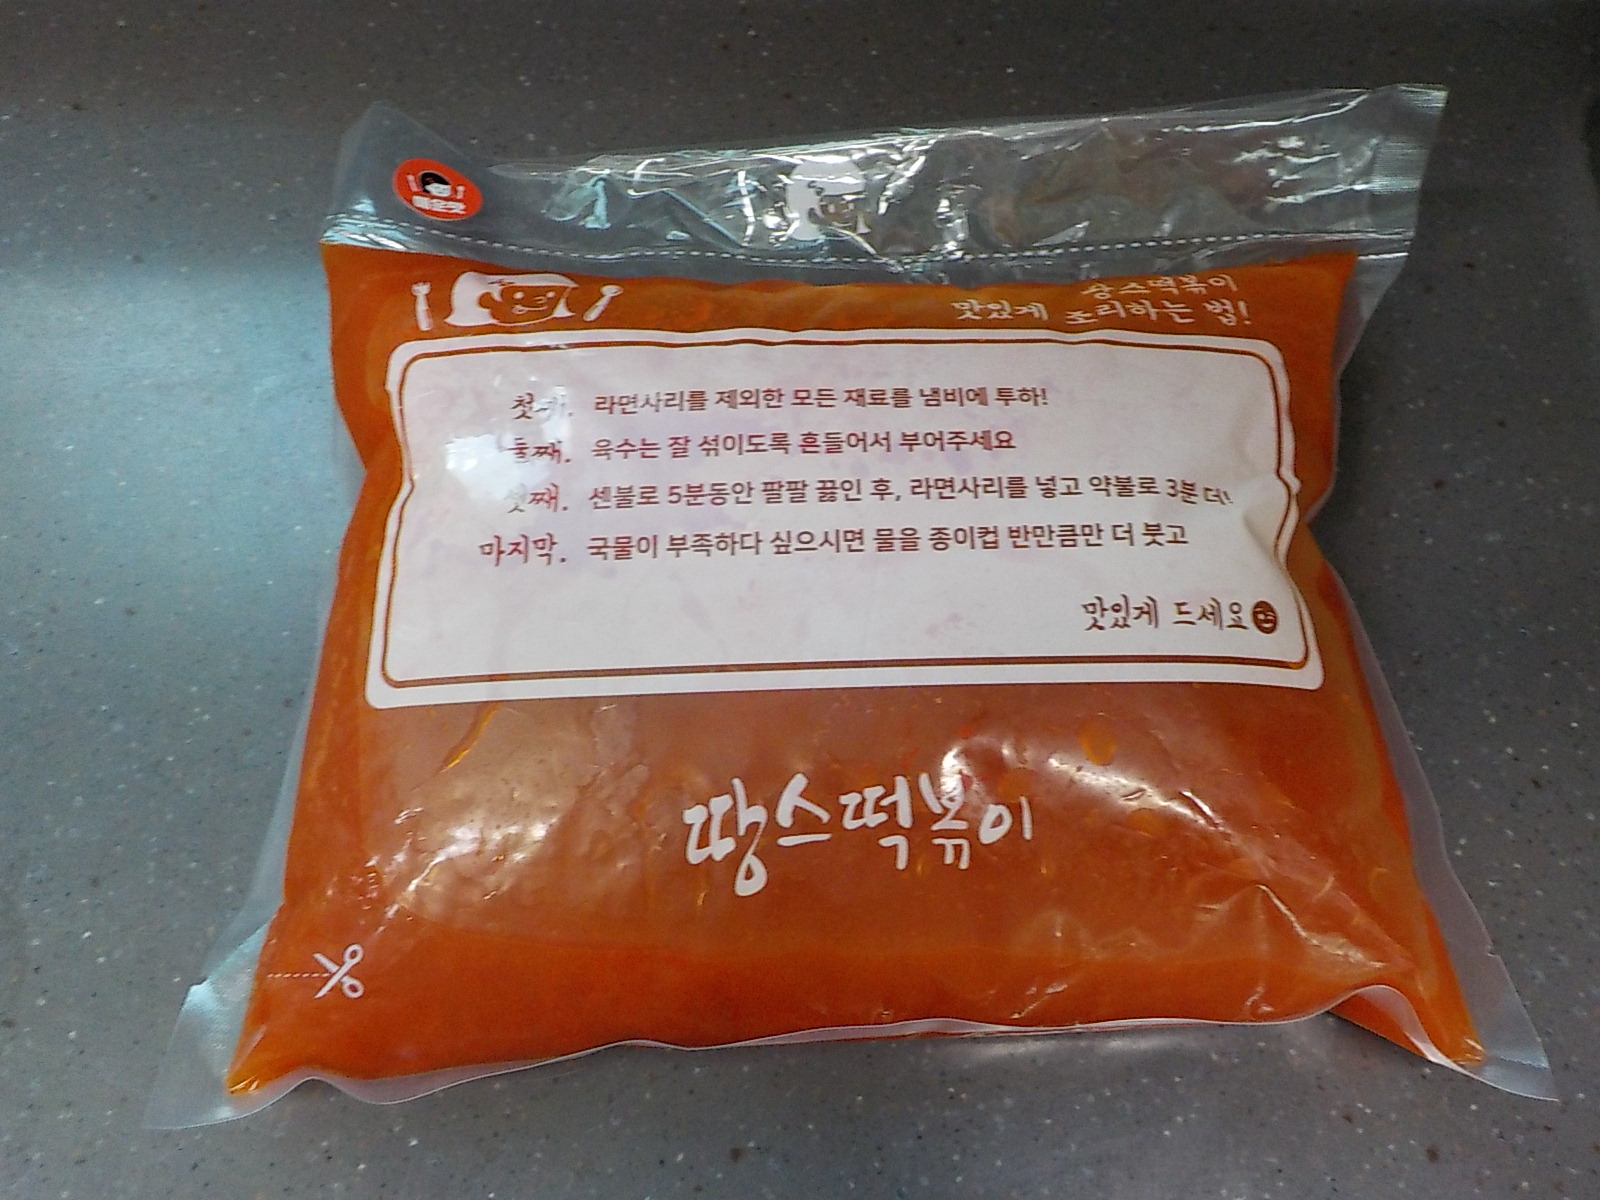 매운맛
땅스떡볶이
맛있게 조리하는 법!
첫째. 라면사리를 제외한 모든 재료를 냄비에 투하!
둘째. 육수는 잘 섞이도록 흔들어서 부어주세요
셋째. 센불로 5분동안 팔팔 끓인 후, 라면사리를 넣고 약불로 3분 더!
마지막. 국물이 부족하다 싶으시면 물을 종이컵 반만큼만 더 붓고
맛있게 드세요
땅스떡볶이